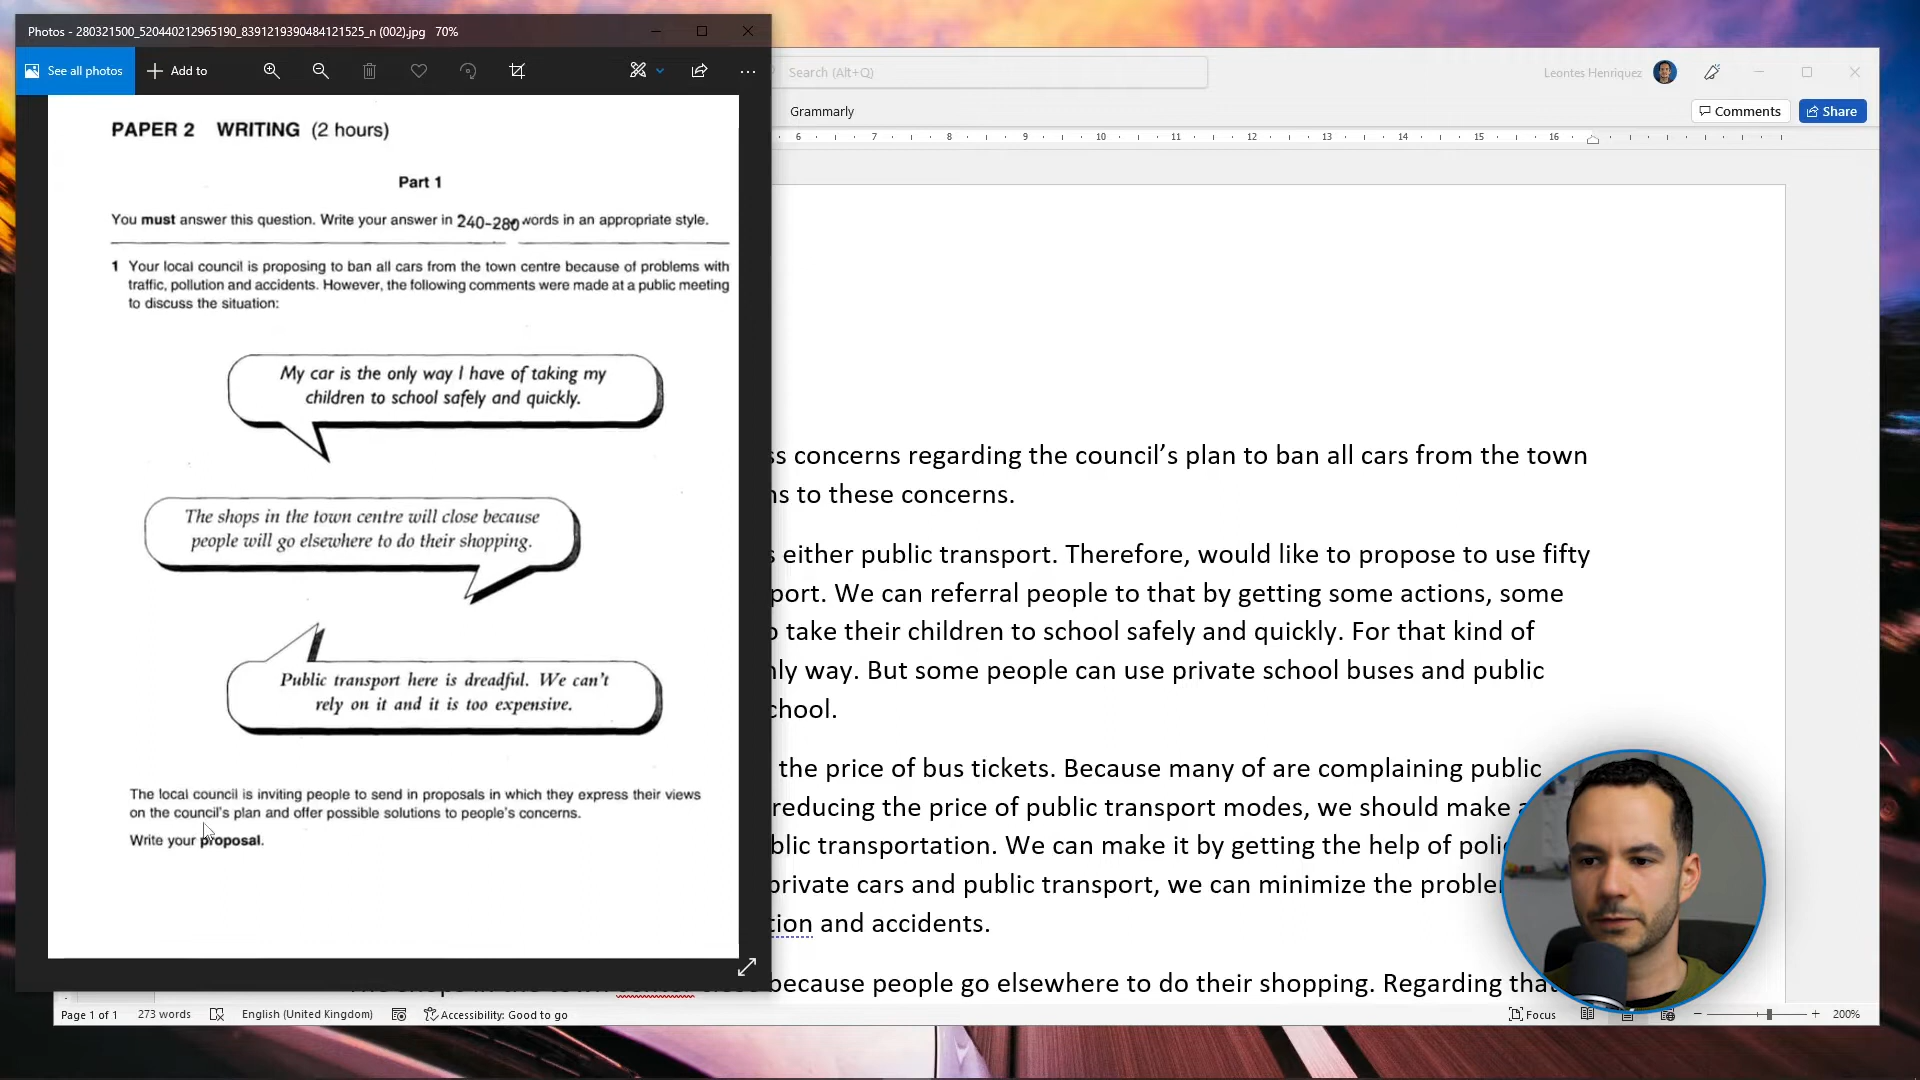 Photos - 280321500_520440212965190_8391219390484121525_n (002).jpg 70%
See all photos
Add to
Search (Alt+Q)
Leontes Henriquez
Grammarly
Comments
Share
6 7 8 9 10 11 12 13 14 15 16
PAPER 2 WRITING (2 hours)
Part 1
You must answer this question. Write your answer in 240-280 words in an appropriate style.
1 Your local council is proposing to ban all cars from the town centre because of problems with
traffic, pollution and accidents. However, the following comments were made at a public meeting
to discuss the situation:
My car is the only way I have of taking my
children to school safely and quickly.
The shops in the town centre will close because
people will go elsewhere to do their shopping.
Public transport here is dreadful. We can't
rely on it and it is too expensive.
The local council is inviting people to send in proposals in which they express their views
on the council's plan and offer possible solutions to people's concerns.
Write your proposal.
concerns regarding the council's plan to ban all cars from the town
to these concerns.
either public transport. Therefore, would like to propose to use fifty
We can referral people to that by getting some actions, some
take their children to school safely and quickly. For that kind of
way. But some people can use private school buses and public
the price of bus tickets. Because many of are complaining public
reducing the price of public transport modes, we should make
transportation. We can make it by getting the help of
private cars and public transport, we can minimize the
and accidents.
because people go elsewhere to do their shopping. Regarding
Page 1 of 1
273 words
English (United Kingdom)
Accessibility: Good to go
Focus
200%